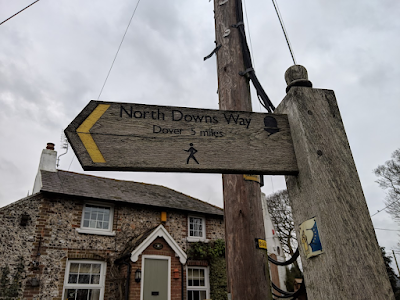 North Downs Way
Dover 5 miles